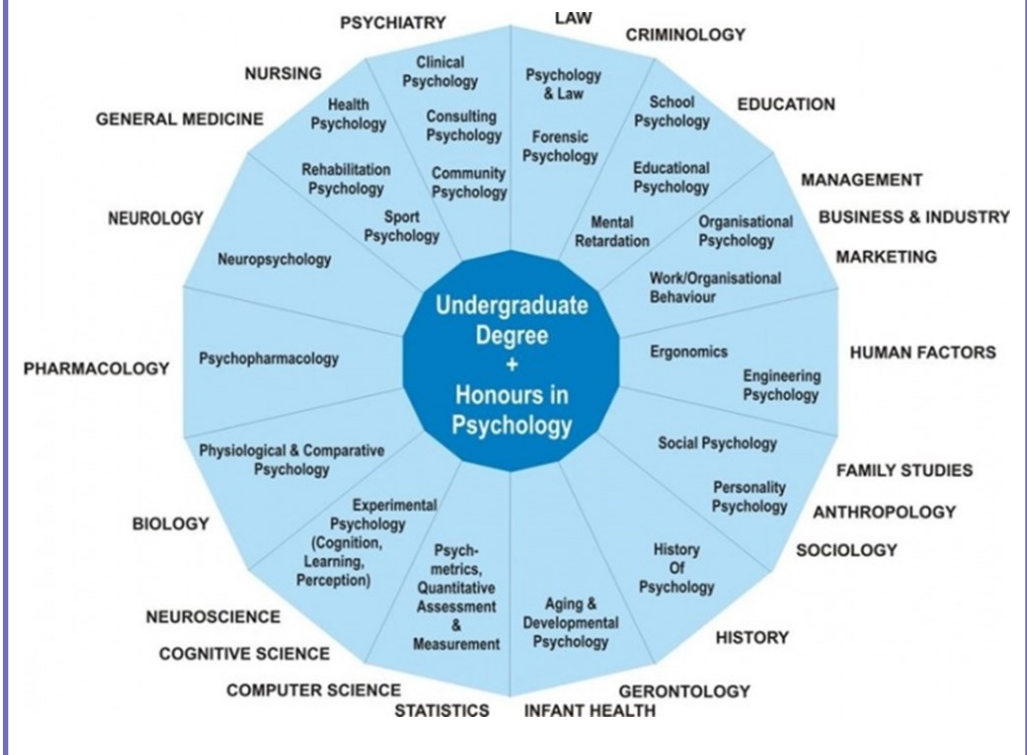 PSYCHIATRY
LAW
CRIMINOLOGY
NURSING
EDUCATION
GENERAL MEDICINE
MANAGEMENT
NEUROLOGY
BUSINESS & INDUSTRY
MARKETING
PHARMACOLOGY
HUMAN FACTORS
FAMILY STUDIES
BIOLOGY
ANTHROPOLOGY
SOCIOLOGY
NEUROSCIENCE
HISTORY
COGNITIVE SCIENCE
COMPUTER SCIENCE
GERONTOLOGY
STATISTICS
INFANT HEALTH
Clinical
Psychology
Consulting
Psychology
Community
Psychology
Psychology
& Law
Forensic
Psychology
School
Psychology
Educational
Psychology
Mental
Retardation
Organisational
Psychology
Work/Organisational
Behaviour
Ergonomics
Engineering
Psychology
Social Psychology
Personality
Psychology
History
Of
Psychology
Aging &
Developmental
Psychology
Psych-
metrics,
Quantitative
Assessment
&
Measurement
Experimental
Psychology
(Cognition,
Learning,
Perception)
Physiological & Comparative
Psychology
Psychopharmacology
Neuropsychology
Health
Psychology
Rehabilitation
Psychology
Sport
Psychology
Undergraduate
Degree
+
Honours in
Psychology